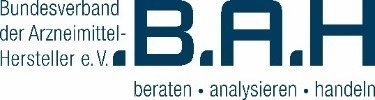 Bundesverband
der Arzneimittel-
Hersteller e.V.
.B.A.H
beraten • analysieren • handeln